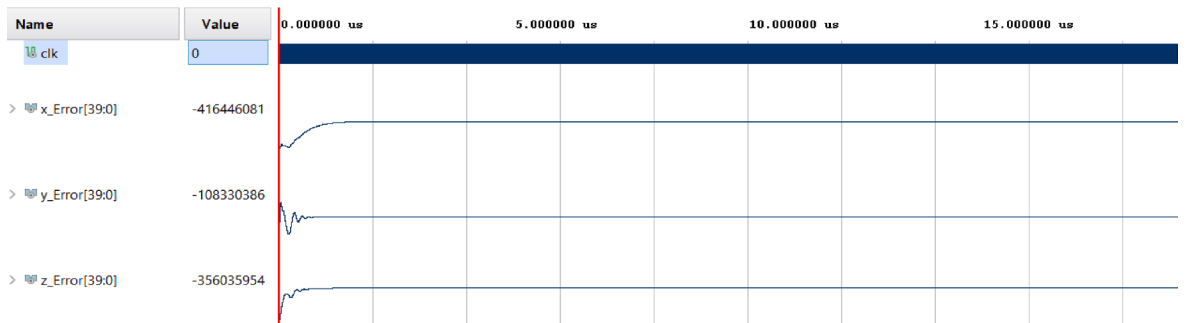 Name Value 0.000000 us 5.000000 us 10.000000 us 15.000000 us
clk 0
x_Error[39:0] -416446081
y_Error[39:0] -108330386
z_Error[39:0] -356035954